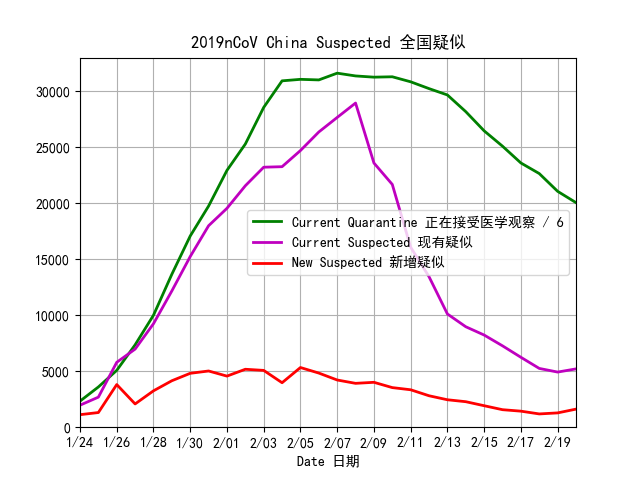 2019nCoV China Suspected 全国疑似
30000
25000
20000
15000
10000
5000
0
Current Quarantine 正在接受医学观察 / 6
Current Suspected 现有疑似
New Suspected 新增疑似
1/24 1/26 1/28 1/30 2/01 2/03 2/05 2/07 2/09 2/11 2/13 2/15 2/17 2/19
Date 日期